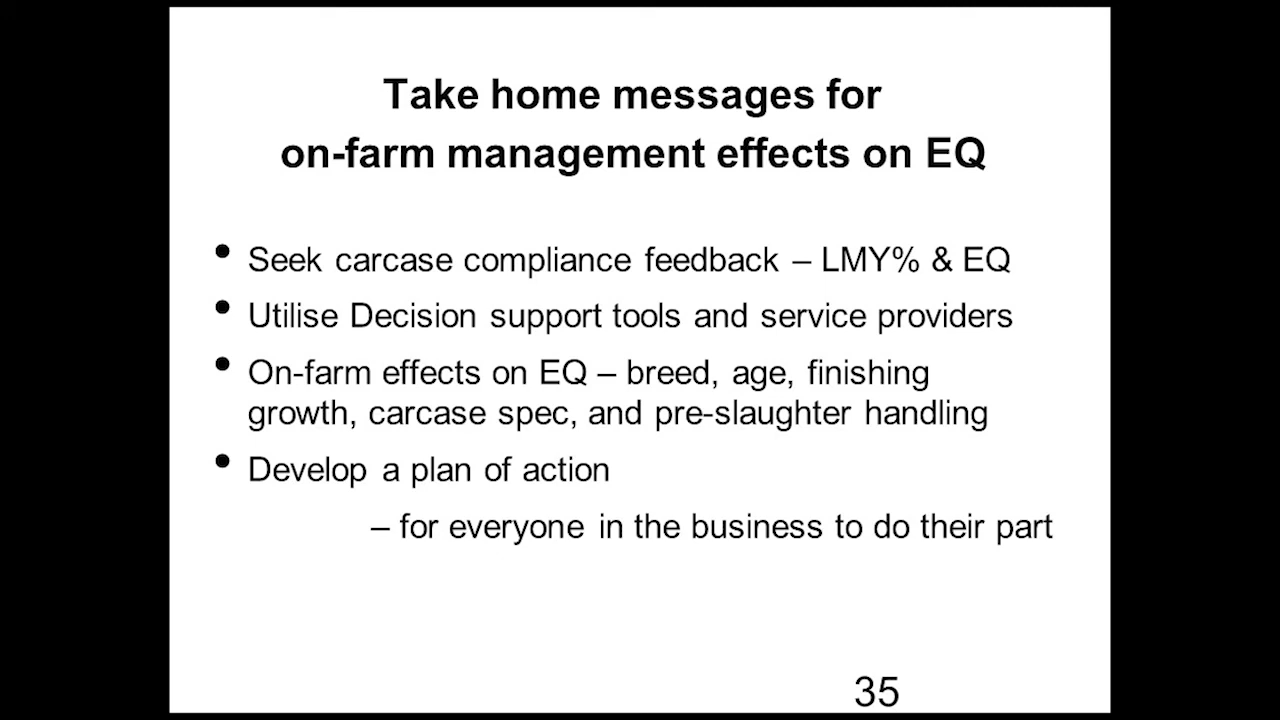 Take home messages for
on-farm management effects on EQ
• Seek carcase compliance feedback – LMY% & EQ
• Utilise Decision support tools and service providers
• On-farm effects on EQ – breed, age, finishing
growth, carcase spec, and pre-slaughter handling
• Develop a plan of action
– for everyone in the business to do their part
35